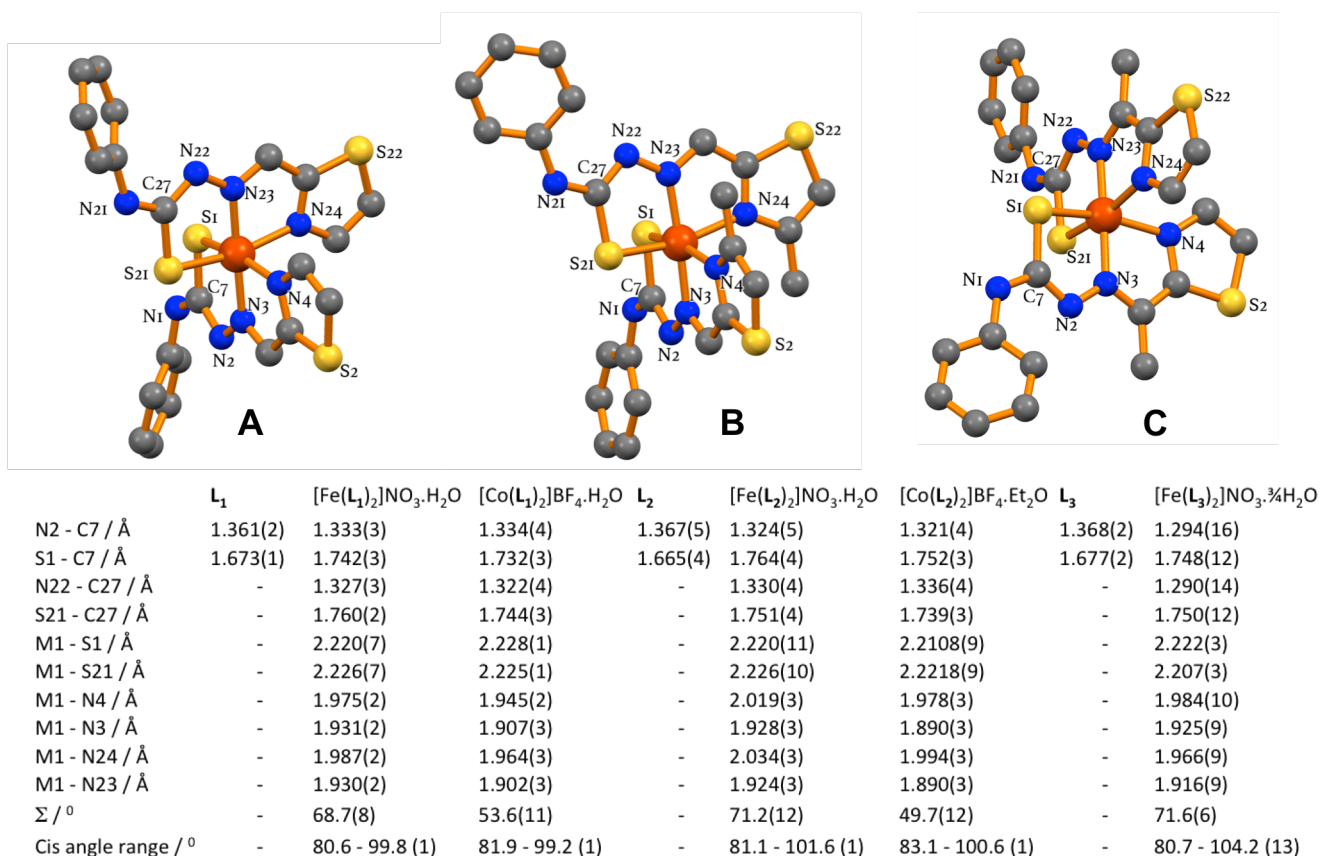 N22
S22
N23
C27
N21
N24
S1
S21
C7
N4
N3
N1
N2
S2
A
N22
S22
N23
C27
N21
N24
S1
S21
C7
N4
N3
N1
N2
S2
B
S22
N22
N23
C27
N24
N21
S1
N4
S21
N3
N1
C7
S2
N2
C
L1 [Fe(L1)2]NO3.H2O [Co(L1)2]BF4.H2O L2 [Fe(L2)2]NO3.H2O [Co(L2)2]BF4.Et2O L3 [Fe(L3)2]NO3.¾H2O
N2 - C7 / Å 1.361(2) 1.333(3) 1.334(4) 1.367(5) 1.324(5) 1.321(4) 1.368(2) 1.294(16)
S1 - C7 / Å 1.673(1) 1.742(3) 1.732(3) 1.665(4) 1.764(4) 1.752(3) 1.677(2) 1.748(12)
N22 - C27 / Å - 1.327(3) 1.322(4) - 1.330(4) 1.336(4) - 1.290(14)
S21 - C27 / Å - 1.760(2) 1.744(3) - 1.751(4) 1.739(3) - 1.750(12)
M1 - S1 / Å - 2.220(7) 2.228(1) - 2.220(11) 2.2108(9) - 2.222(3)
M1 - S21 / Å - 2.226(7) 2.225(1) - 2.226(10) 2.2218(9) - 2.207(3)
M1 - N4 / Å - 1.975(2) 1.945(2) - 2.019(3) 1.978(3) - 1.984(10)
M1 - N3 / Å - 1.931(2) 1.907(3) - 1.928(3) 1.890(3) - 1.925(9)
M1 - N24 / Å - 1.987(2) 1.964(3) - 2.034(3) 1.994(3) - 1.966(9)
M1 - N23 / Å - 1.930(2) 1.902(3) - 1.924(3) 1.890(3) - 1.916(9)
Σ / ⁰ - 68.7(8) 53.6(11) - 71.2(12) 49.7(12) - 71.6(6)
Cis angle range / ⁰ - 80.6 - 99.8 (1) 81.9 - 99.2 (1) - 81.1 - 101.6 (1) 83.1 - 100.6 (1) - 80.7 - 104.2 (13)